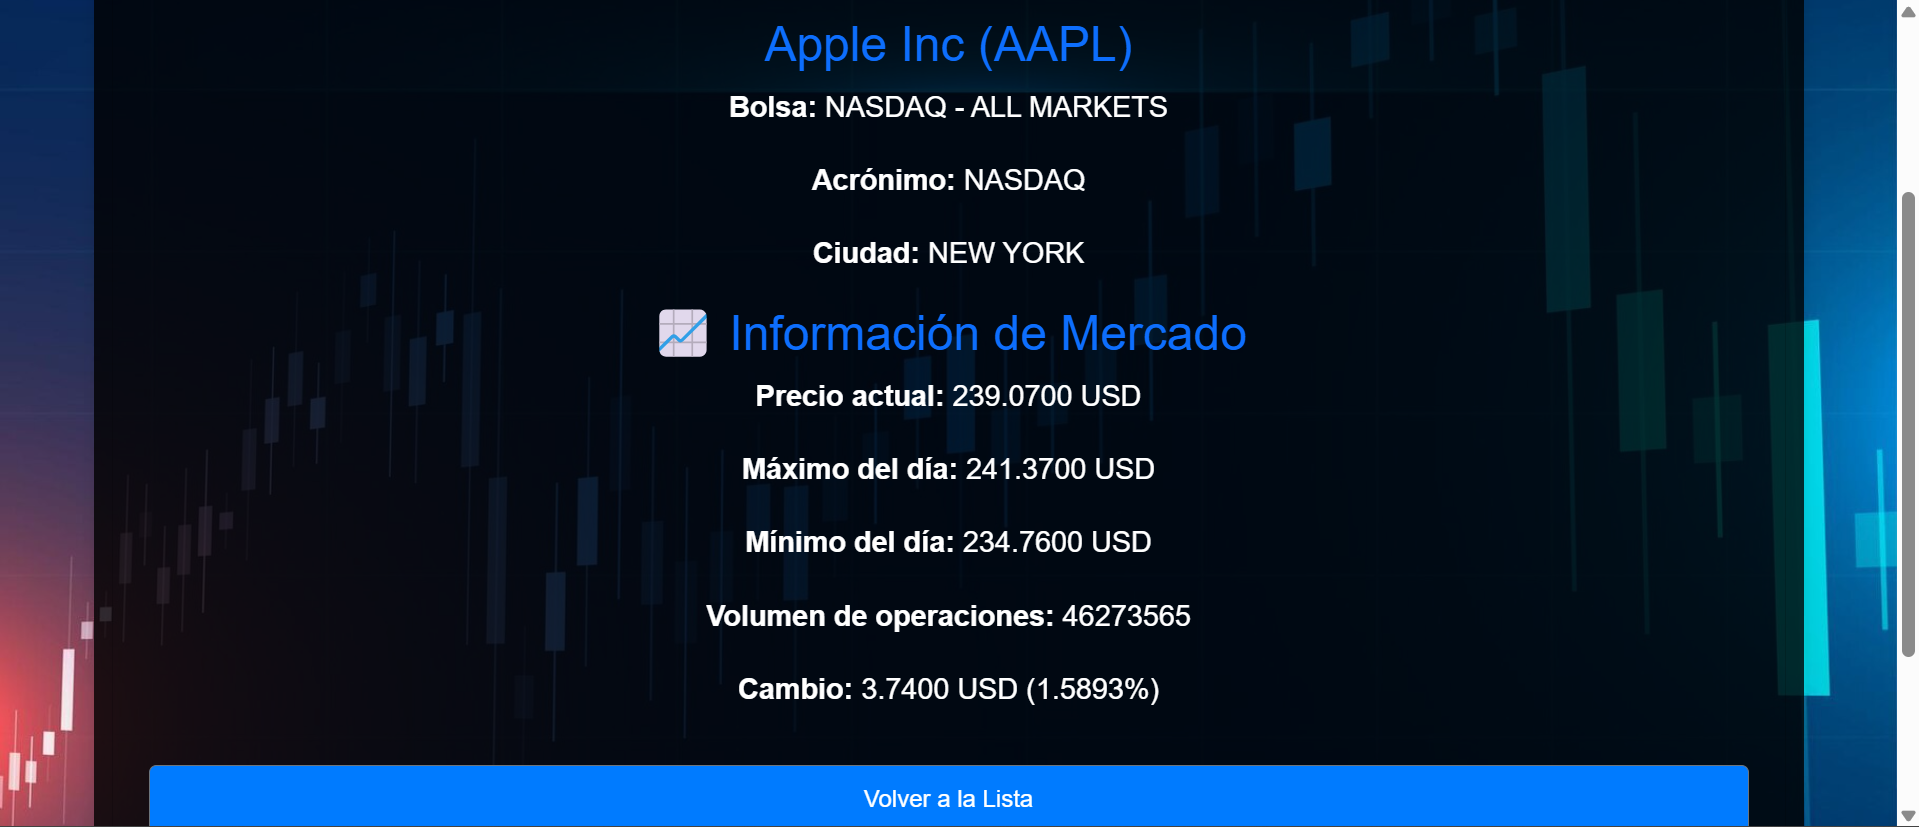 Apple Inc (AAPL)
Bolsa: NASDAQ - ALL MARKETS
Acrónimo: NASDAQ
Ciudad: NEW YORK
Información de Mercado
Precio actual: 239.0700 USD
Máximo del día: 241.3700 USD
Mínimo del día: 234.7600 USD
Volumen de operaciones: 46273565
Cambio: 3.7400 USD (1.5893%)
Volver a la Lista